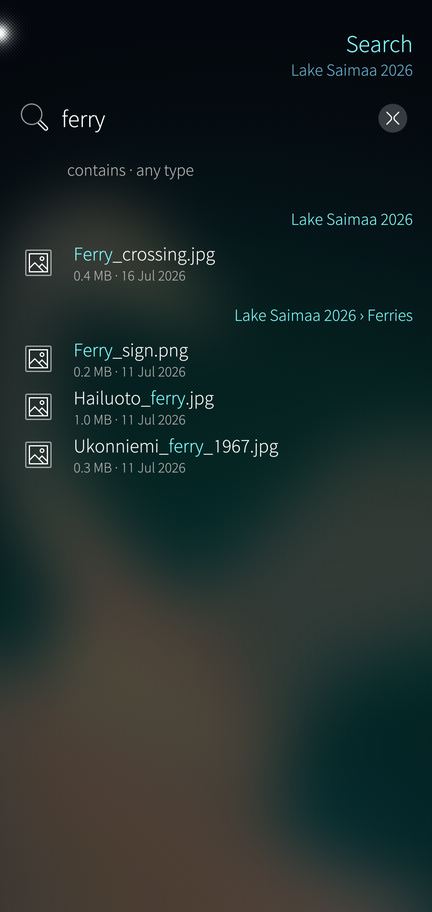 Search
Lake Saimaa 2026
ferry
contains · any type
Lake Saimaa 2026
Ferry_crossing.jpg
0.4 MB · 16 Jul 2026
Lake Saimaa 2026 › Ferries
Ferry_sign.png
0.2 MB · 11 Jul 2026
Hailuoto_ferry.jpg
1.0 MB · 11 Jul 2026
Ukonniemi_ferry_1967.jpg
0.3 MB · 11 Jul 2026